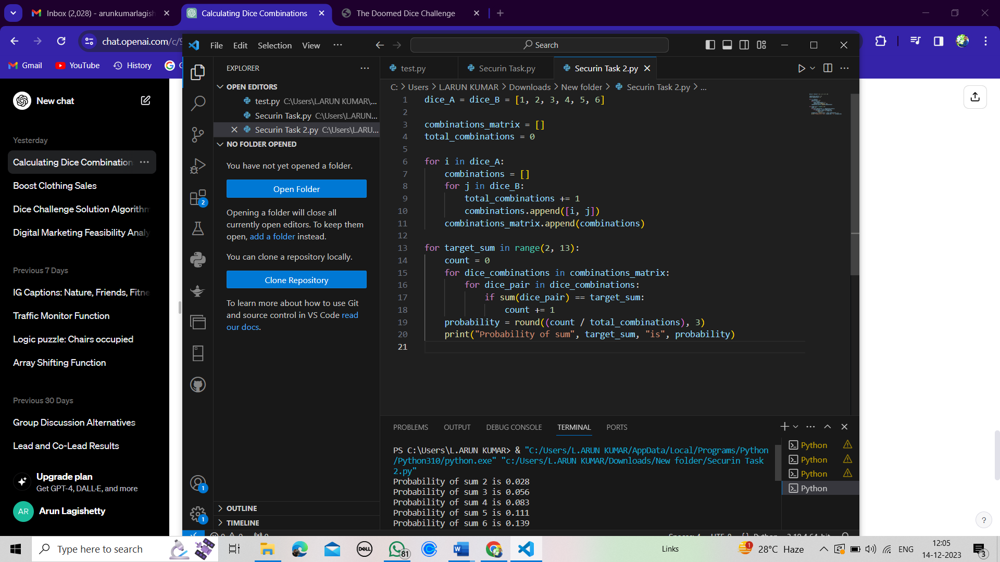 Inbox (2,028) - arunkumarlagish
Calculating Dice Combinations
The Doomed Dice Challenge
chat.openai.com/c/9
Gmail
YouTube
History
New chat
Yesterday
Calculating Dice Combination
Boost Clothing Sales
Dice Challenge Solution Algorithm
Digital Marketing Feasibility Analy
Previous 7 Days
IG Captions: Nature, Friends, Fitne
Traffic Monitor Function
Logic puzzle: Chairs occupied
Array Shifting Function
Previous 30 Days
Group Discussion Alternatives
Lead and Co-Lead Results
Upgrade plan
Get GPT-4, DALL·E, and more
AR Arun Lagishetty
File Edit Selection View ··· Search
EXPLORER
OPEN EDITORS
test.py C:\Users\L.ARUN KUMAR\...
Securin Task.py C:\Users\L.ARUN...
Securin Task 2.py C:\Users\L.ARU...
NO FOLDER OPENED
You have not yet opened a folder.
Open Folder
Opening a folder will close all
currently open editors. To keep them
open, add a folder instead.
You can clone a repository locally.
Clone Repository
To learn more about how to use Git
and source control in VS Code read
our docs.
OUTLINE
TIMELINE
2
1
1
test.py Securin Task.py Securin Task 2.py
C: > Users > L.ARUN KUMAR > Downloads > New folder > Securin Task 2.py > ...
1 dice_A = dice_B = [1, 2, 3, 4, 5, 6]
2
3 combinations_matrix = []
4 total_combinations = 0
5
6 for i in dice_A:
7 combinations = []
8 for j in dice_B:
9 total_combinations += 1
10 combinations.append([i, j])
11 combinations_matrix.append(combinations)
12
13 for target_sum in range(2, 13):
14 count = 0
15 for dice_combinations in combinations_matrix:
16 for dice_pair in dice_combinations:
17 if sum(dice_pair) == target_sum:
18 count += 1
19 probability = round((count / total_combinations), 3)
20 print("Probability of sum", target_sum, "is", probability)
21
PROBLEMS OUTPUT DEBUG CONSOLE TERMINAL PORTS
PS C:\Users\L.ARUN KUMAR> & "C:/Users/L.ARUN KUMAR/AppData/Local/Programs/Python
/Python310/python.exe" "c:/Users/L.ARUN KUMAR/Downloads/New folder/Securin Task
2.py"
Probability of sum 2 is 0.028
Probability of sum 3 is 0.056
Probability of sum 4 is 0.083
Probability of sum 5 is 0.111
Probability of sum 6 is 0.139
Python
Python
Python
Python
?
Type here to search
DELL
81
Links
1
28°C Haze
ENG
12:05
14-12-2023
3